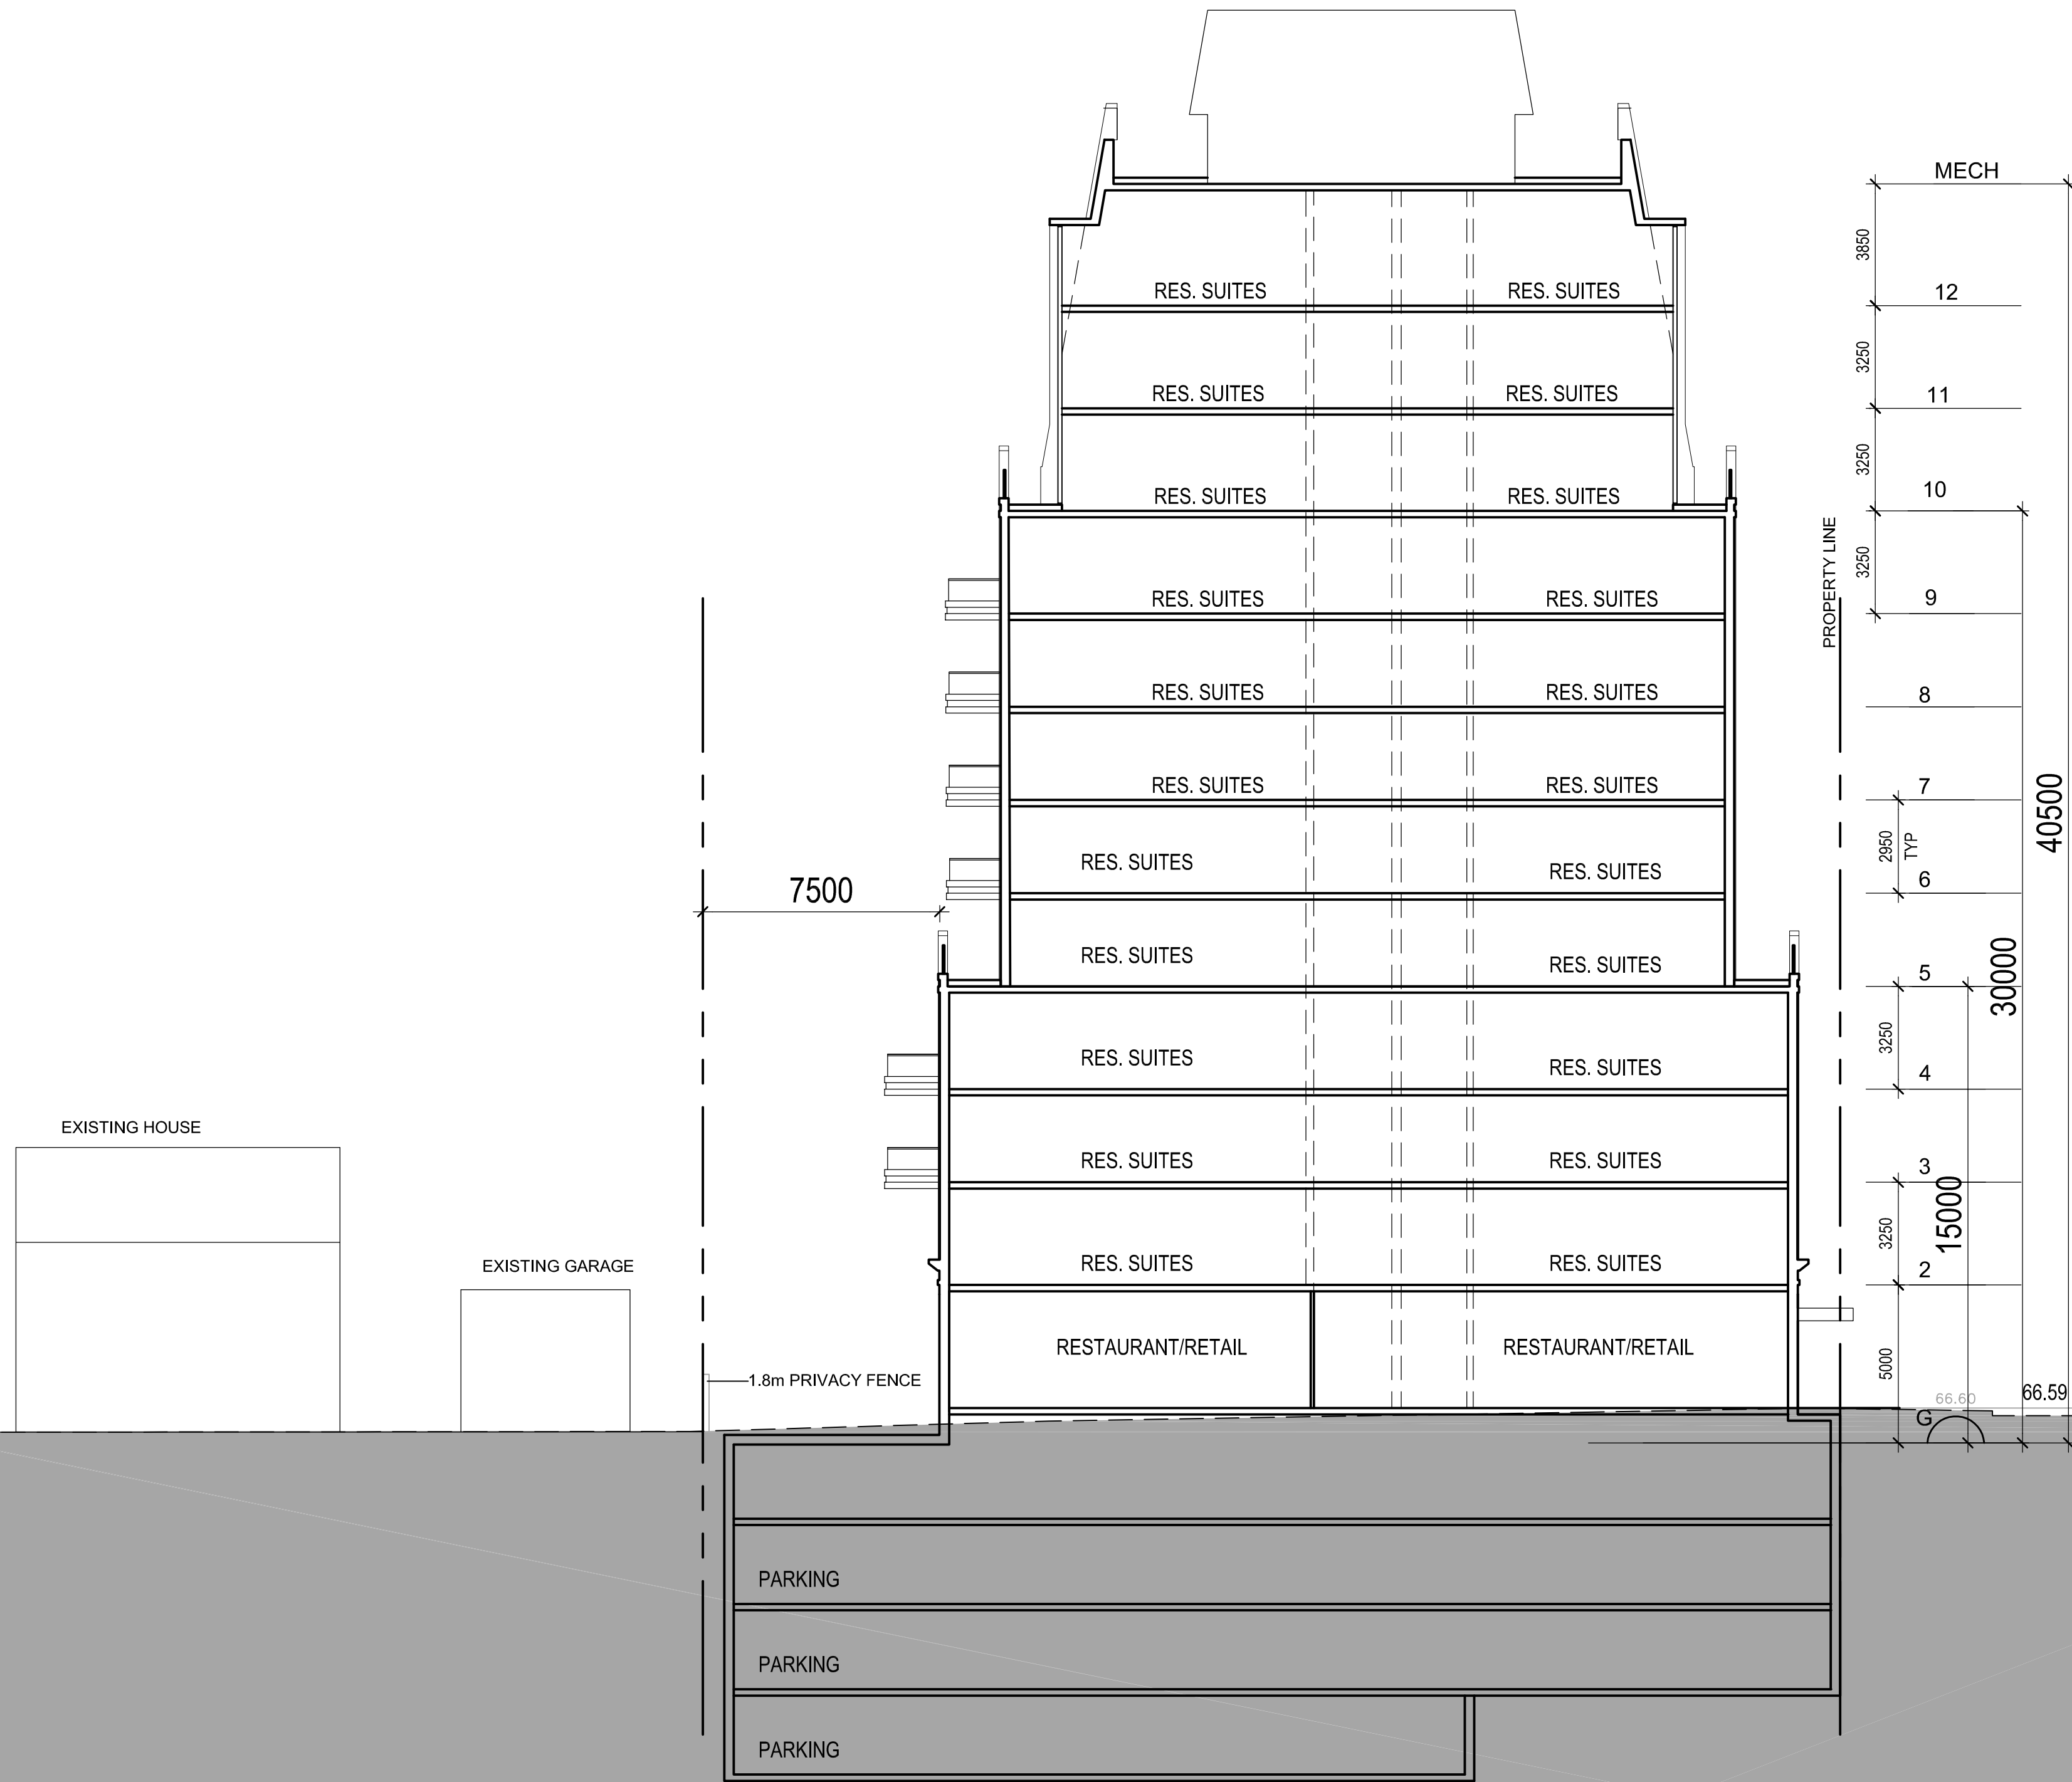 MECH
3850
RES. SUITES RES. SUITES 12
3250
RES. SUITES RES. SUITES 11
3250
RES. SUITES RES. SUITES 10
PROPERTY LINE
3250
RES. SUITES RES. SUITES 9
RES. SUITES RES. SUITES 8
RES. SUITES RES. SUITES 7
40500
2950
TYP
RES. SUITES RES. SUITES 6
7500
RES. SUITES RES. SUITES 5
30000
3250
RES. SUITES RES. SUITES 4
EXISTING HOUSE
RES. SUITES RES. SUITES 3
15000
3250
EXISTING GARAGE
RES. SUITES RES. SUITES 2
RESTAURANT/RETAIL RESTAURANT/RETAIL
5000
1.8m PRIVACY FENCE
66.60 66.59
G
PARKING
PARKING
PARKING